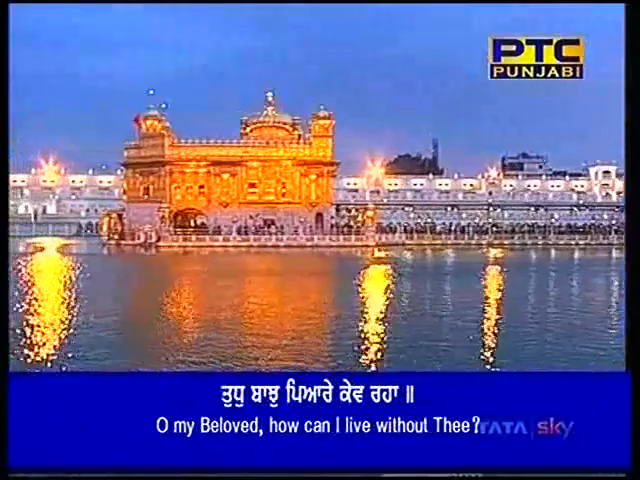 PTC
PUNJABI
ਤੁਧੁ ਬਾਝੁ ਪਿਆਰੇ ਕੇਵ ਰਹਾ ॥
O my Beloved, how can I live without Thee?
TATA sky